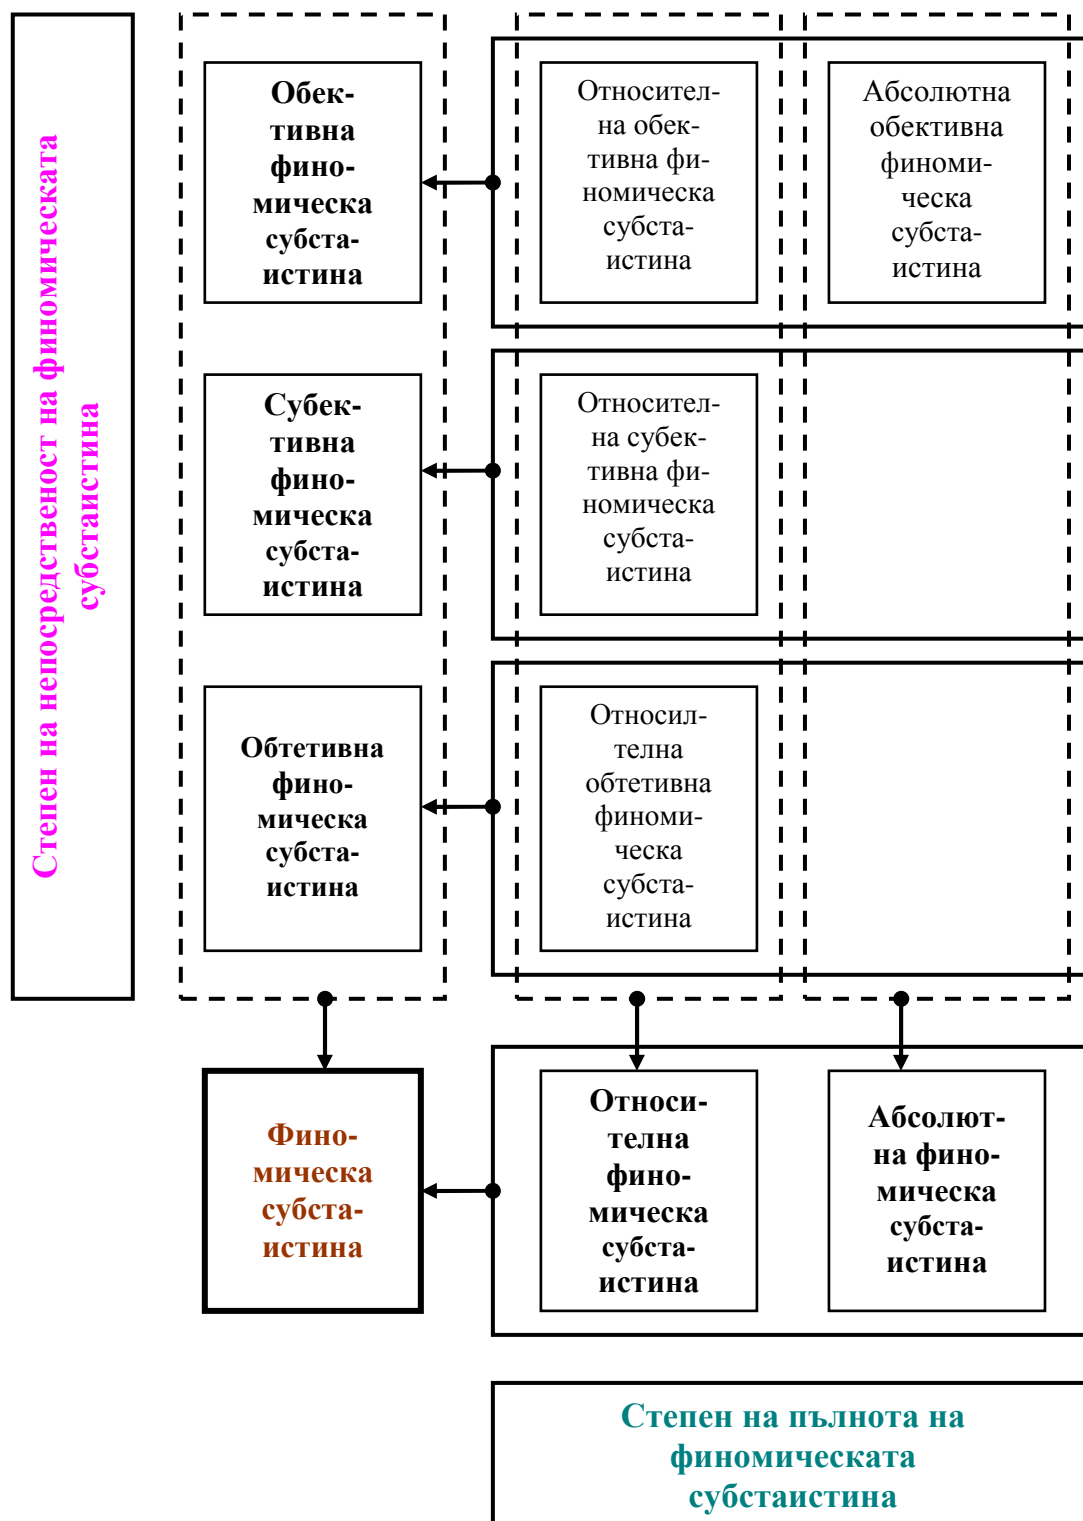 Степен на непосредственост на финомическата
субстаистина
Обек-
тивна
фино-
мическа
субста-
истина
Относител-
на обек-
тивна фи-
номическа
субста-
истина
Абсолютна
обективна
финоми-
ческа
субста-
истина
Субек-
тивна
фино-
мическа
субста-
истина
Относител-
на субек-
тивна фи-
номическа
субста-
истина
Обтетивна
фино-
мическа
субста-
истина
Относил-
телна
обтетивна
финоми-
ческа
субста-
истина
Фино-
мическа
субста-
истина
Относи-
телна
фино-
мическа
субста-
истина
Абсолют-
на фино-
мическа
субста-
истина
Степен на пълнота на
финомическата
субстаистина